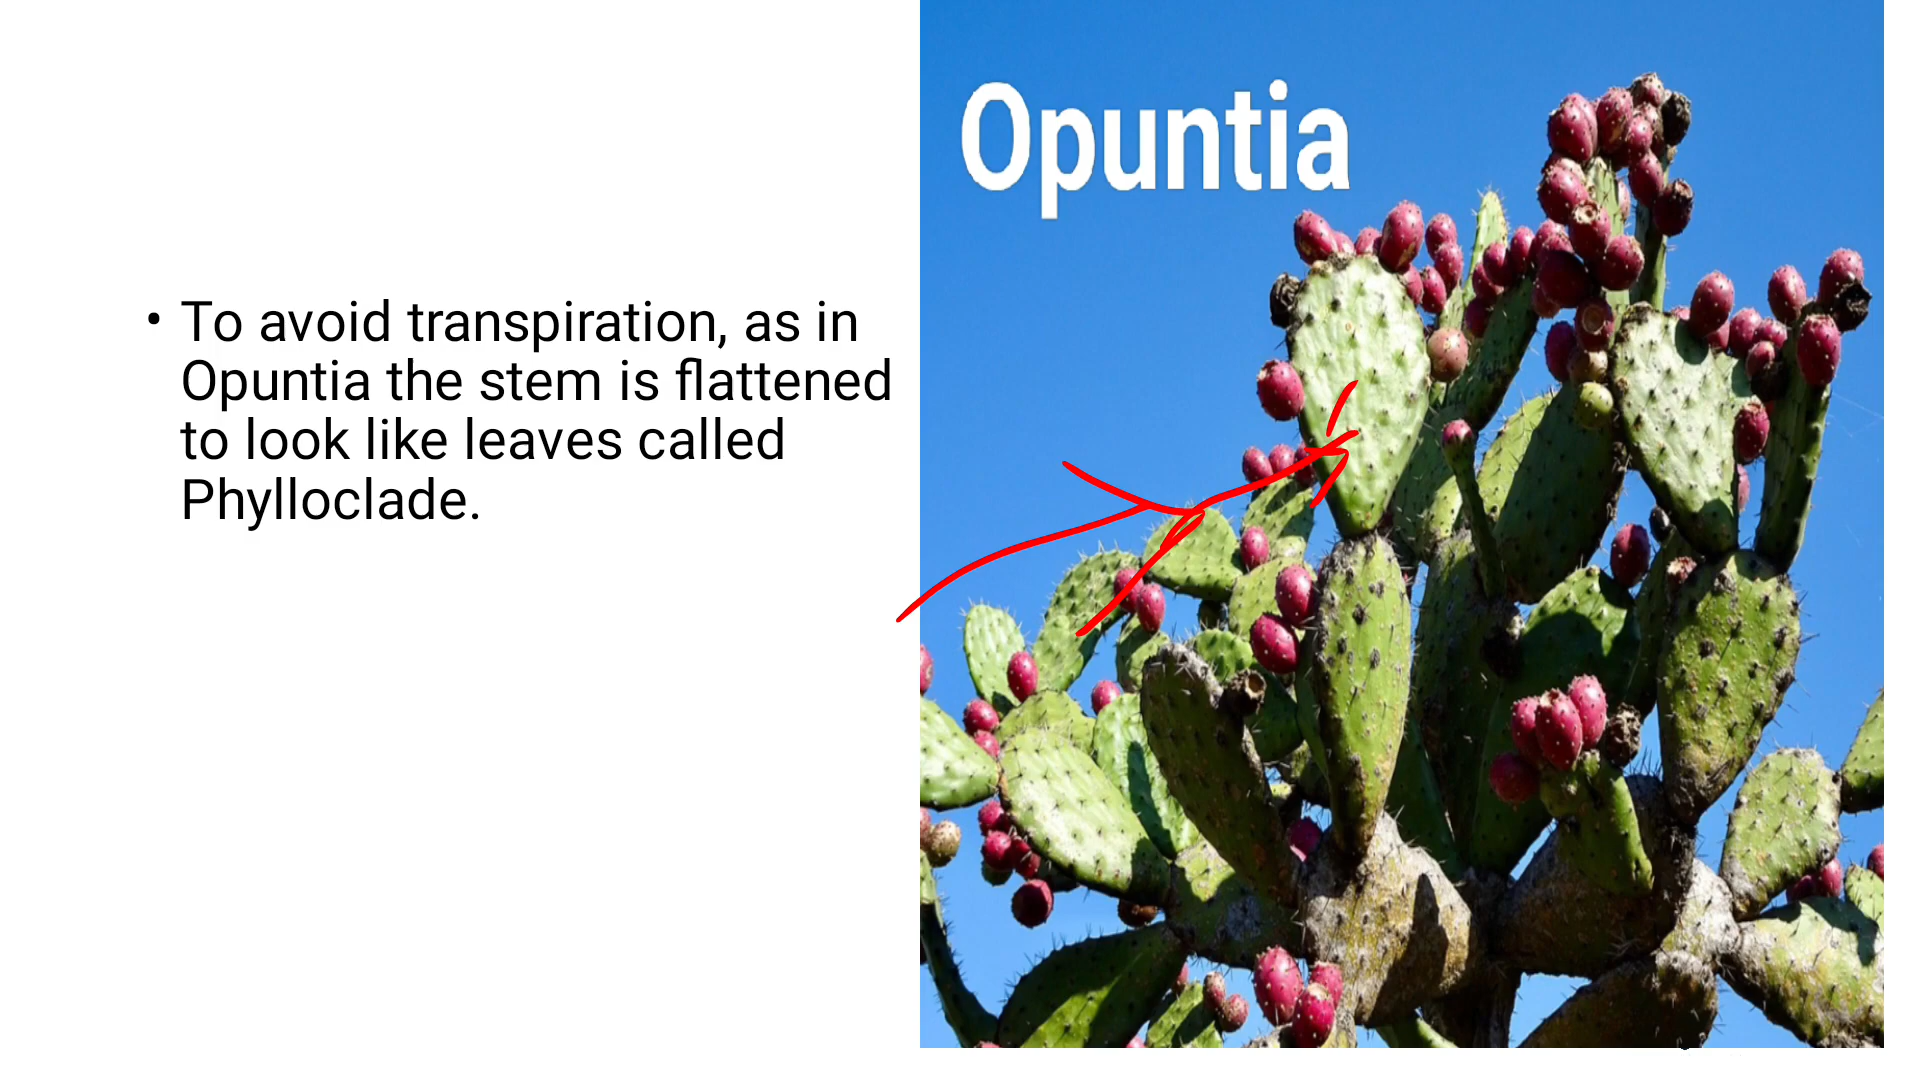 • To avoid transpiration, as in
Opuntia the stem is flattened
to look like leaves called
Phylloclade.
Opuntia